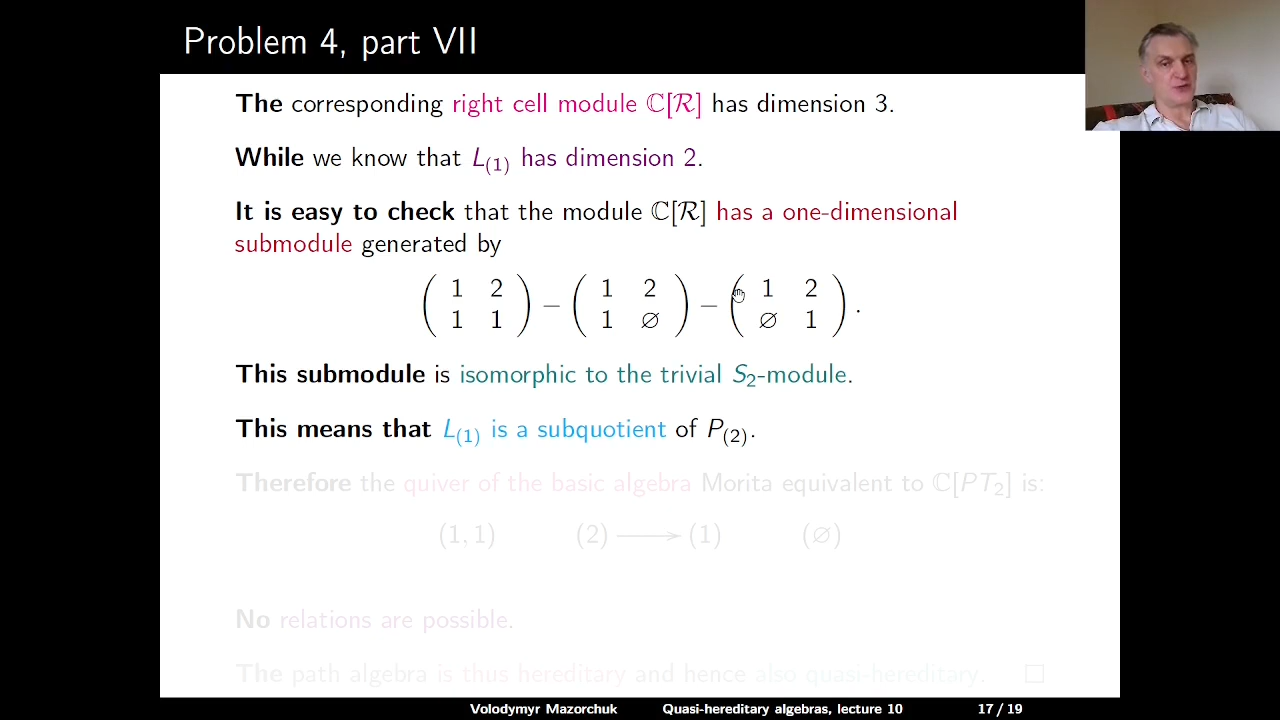 Problem 4, part VII
The corresponding right cell module ℂ[ℛ] has dimension 3.
While we know that L₍₁₎ has dimension 2.
It is easy to check that the module ℂ[ℛ] has a one-dimensional
submodule generated by
( 1 2 ) − ( 1 2 ) − ( 1 2 )
( 1 1 ) ( 1 ∅ ) ( ∅ 1 ) .
This submodule is isomorphic to the trivial S₂-module.
This means that L₍₁₎ is a subquotient of P₍₂₎.
Therefore the quiver of the basic algebra Morita equivalent to ℂ[PT₂] is:
(1, 1) (2) ⟶ (1) (∅)
No relations are possible.
The path algebra is thus hereditary and hence also quasi-hereditary. □
Volodymyr Mazorchuk Quasi-hereditary algebras, lecture 10 17 / 19